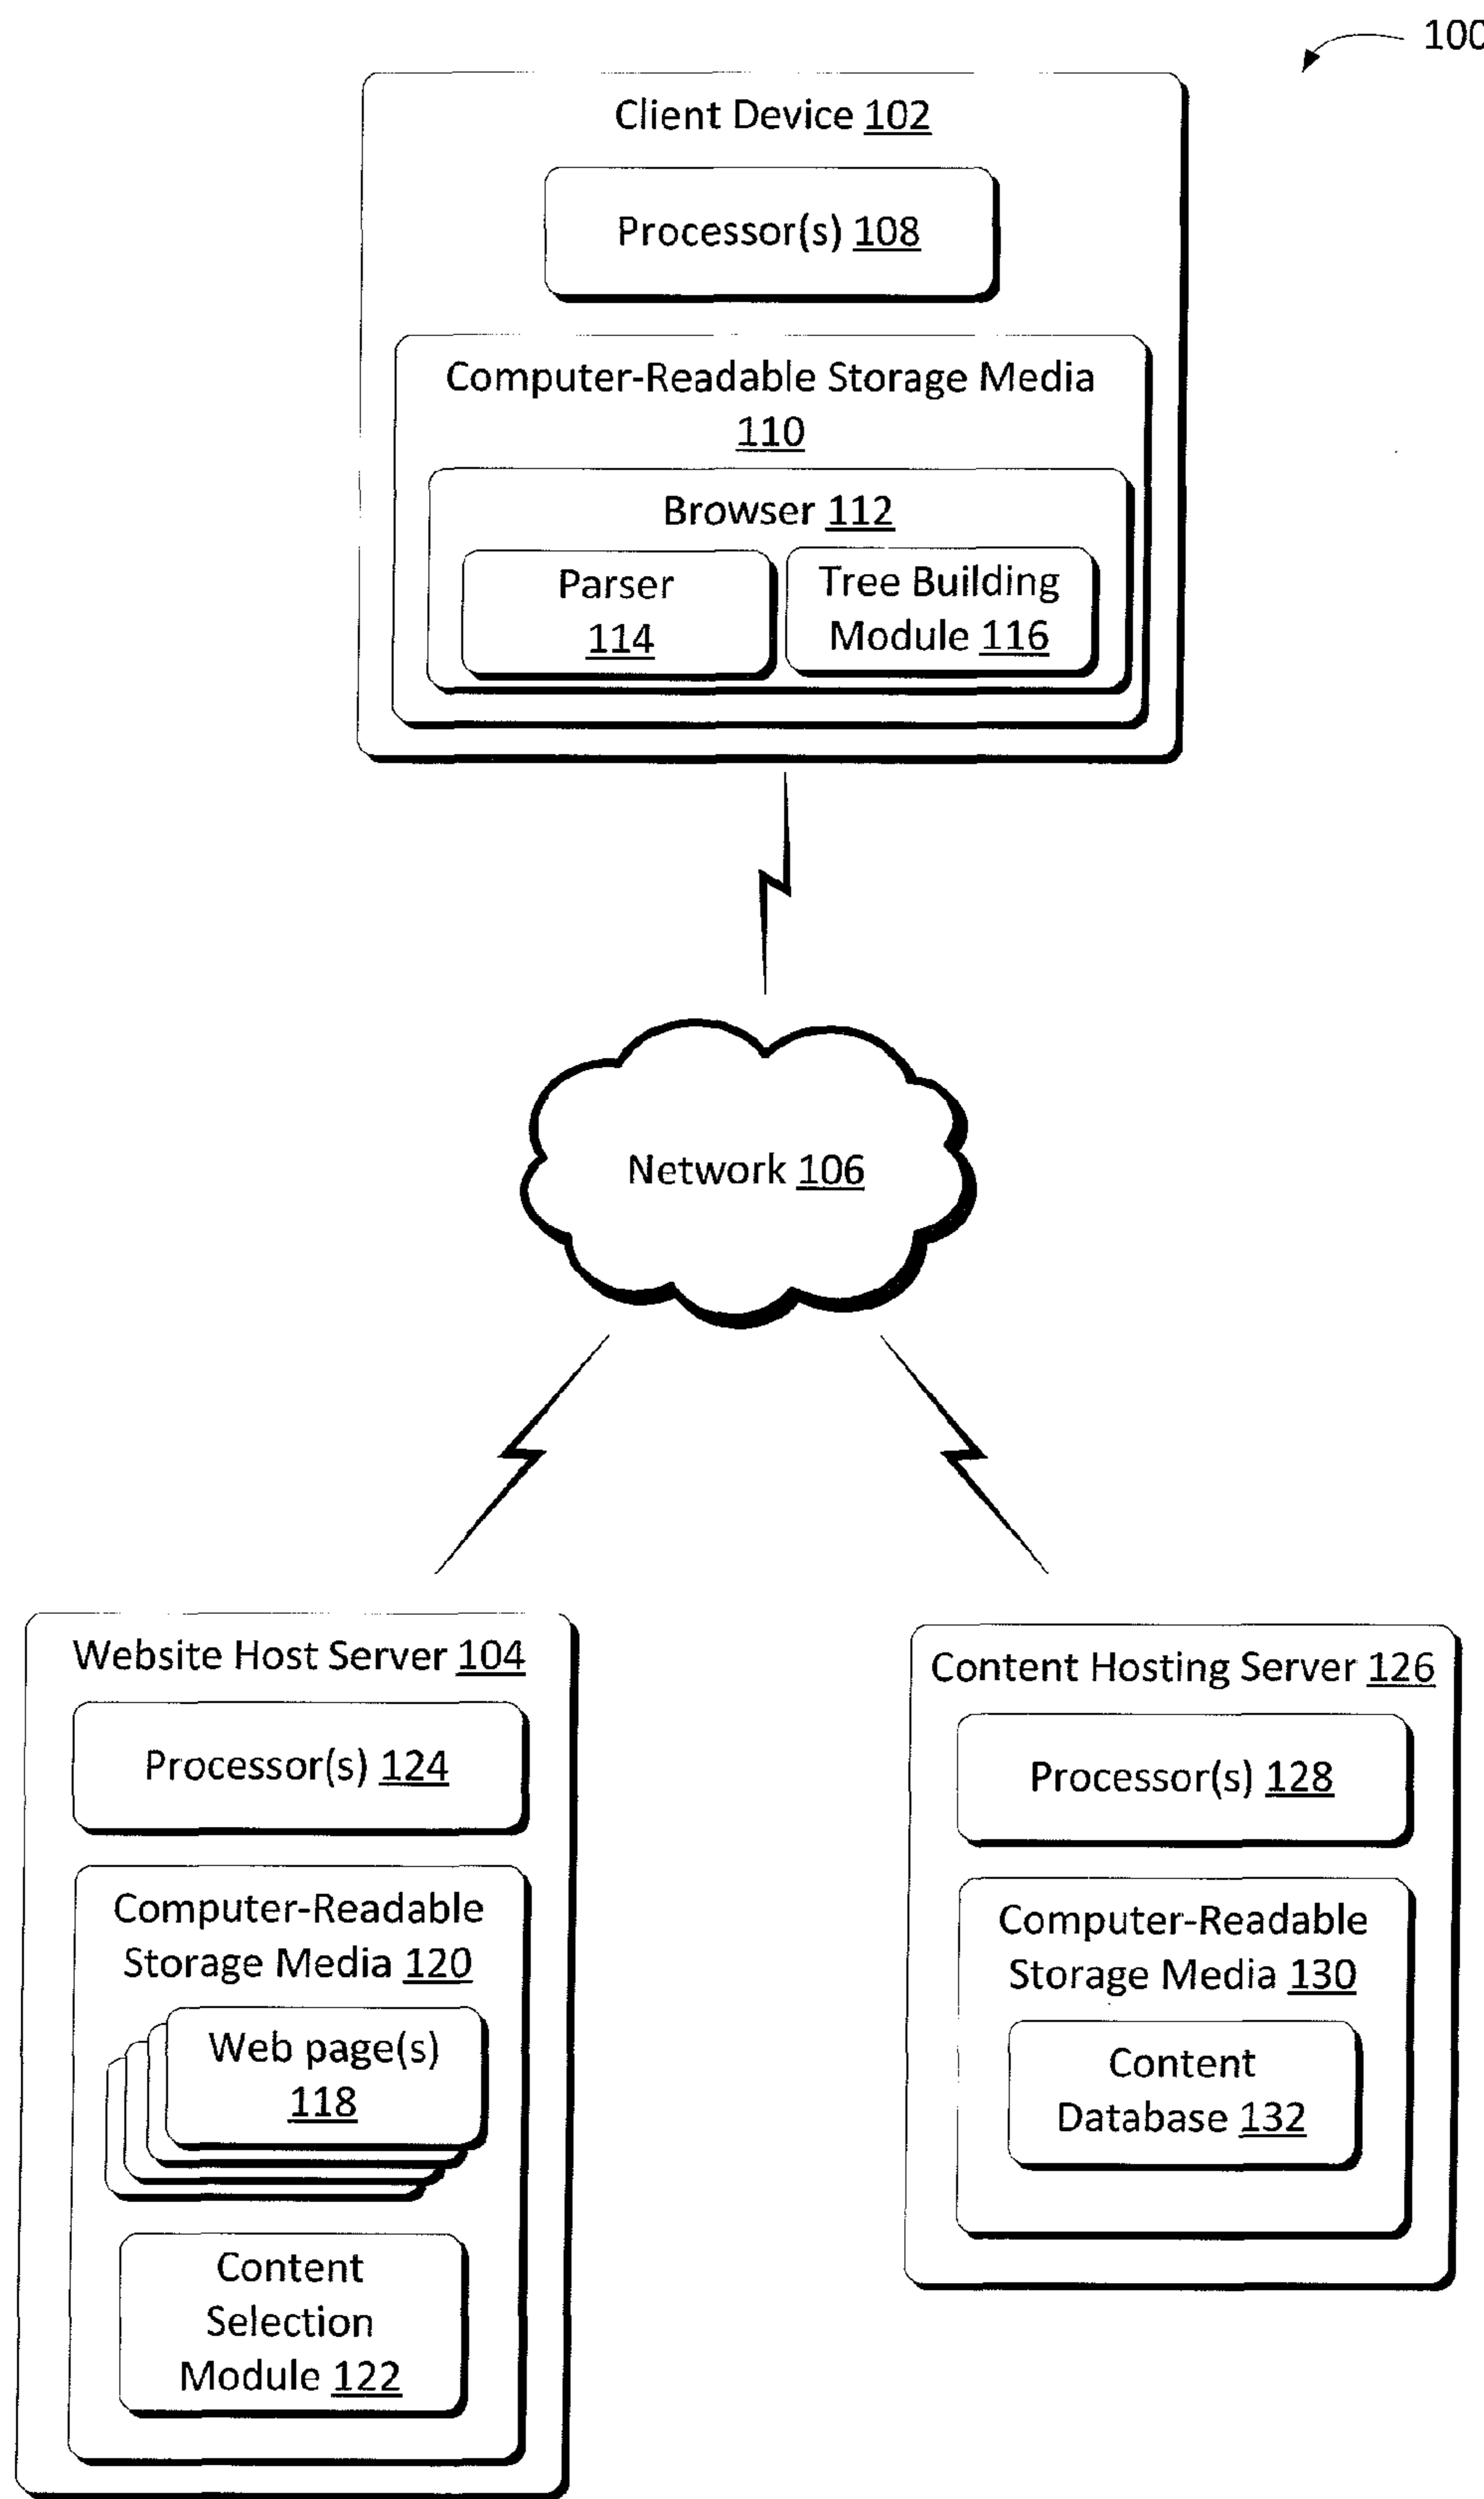 100
Client Device 102
Processor(s) 108
Computer-Readable Storage Media
110
Browser 112
Parser
114
Tree Building
Module 116
Network 106
Website Host Server 104
Processor(s) 124
Computer-Readable
Storage Media 120
Web page(s)
118
Content
Selection
Module 122
Content Hosting Server 126
Processor(s) 128
Computer-Readable
Storage Media 130
Content
Database 132